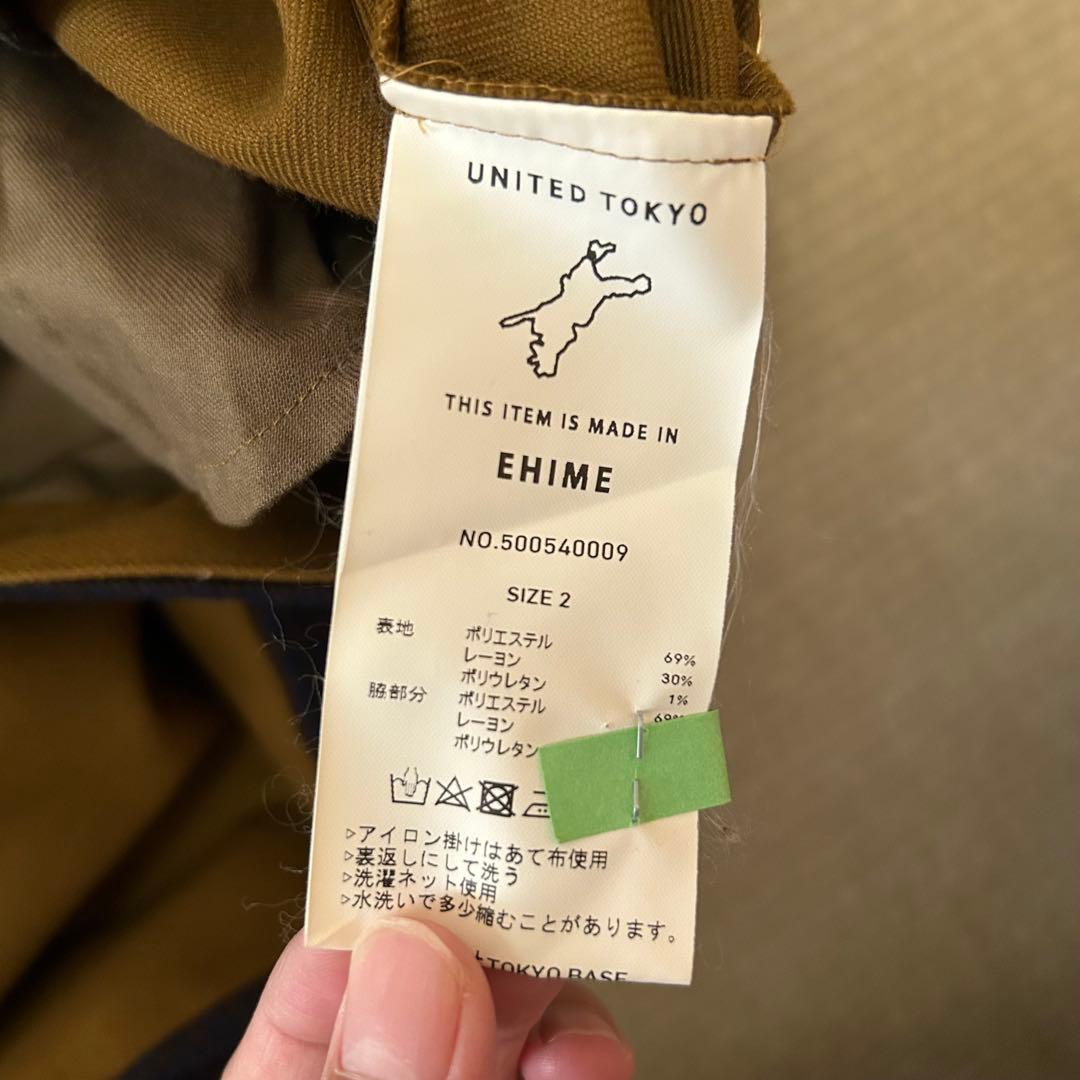 UNITED TOKYO
THIS ITEM IS MADE IN
EHIME
NO.500540009
SIZE 2
表地 ポリエステル 69%
レーヨン 30%
ポリウレタン 1%
脇部分 ポリエステル 69%
レーヨン
ポリウレタン
▷アイロン掛けはあて布使用
▷裏返しにして洗う
▷洗濯ネット使用
▷水洗いで多少縮むことがあります。
TOKYO BASE